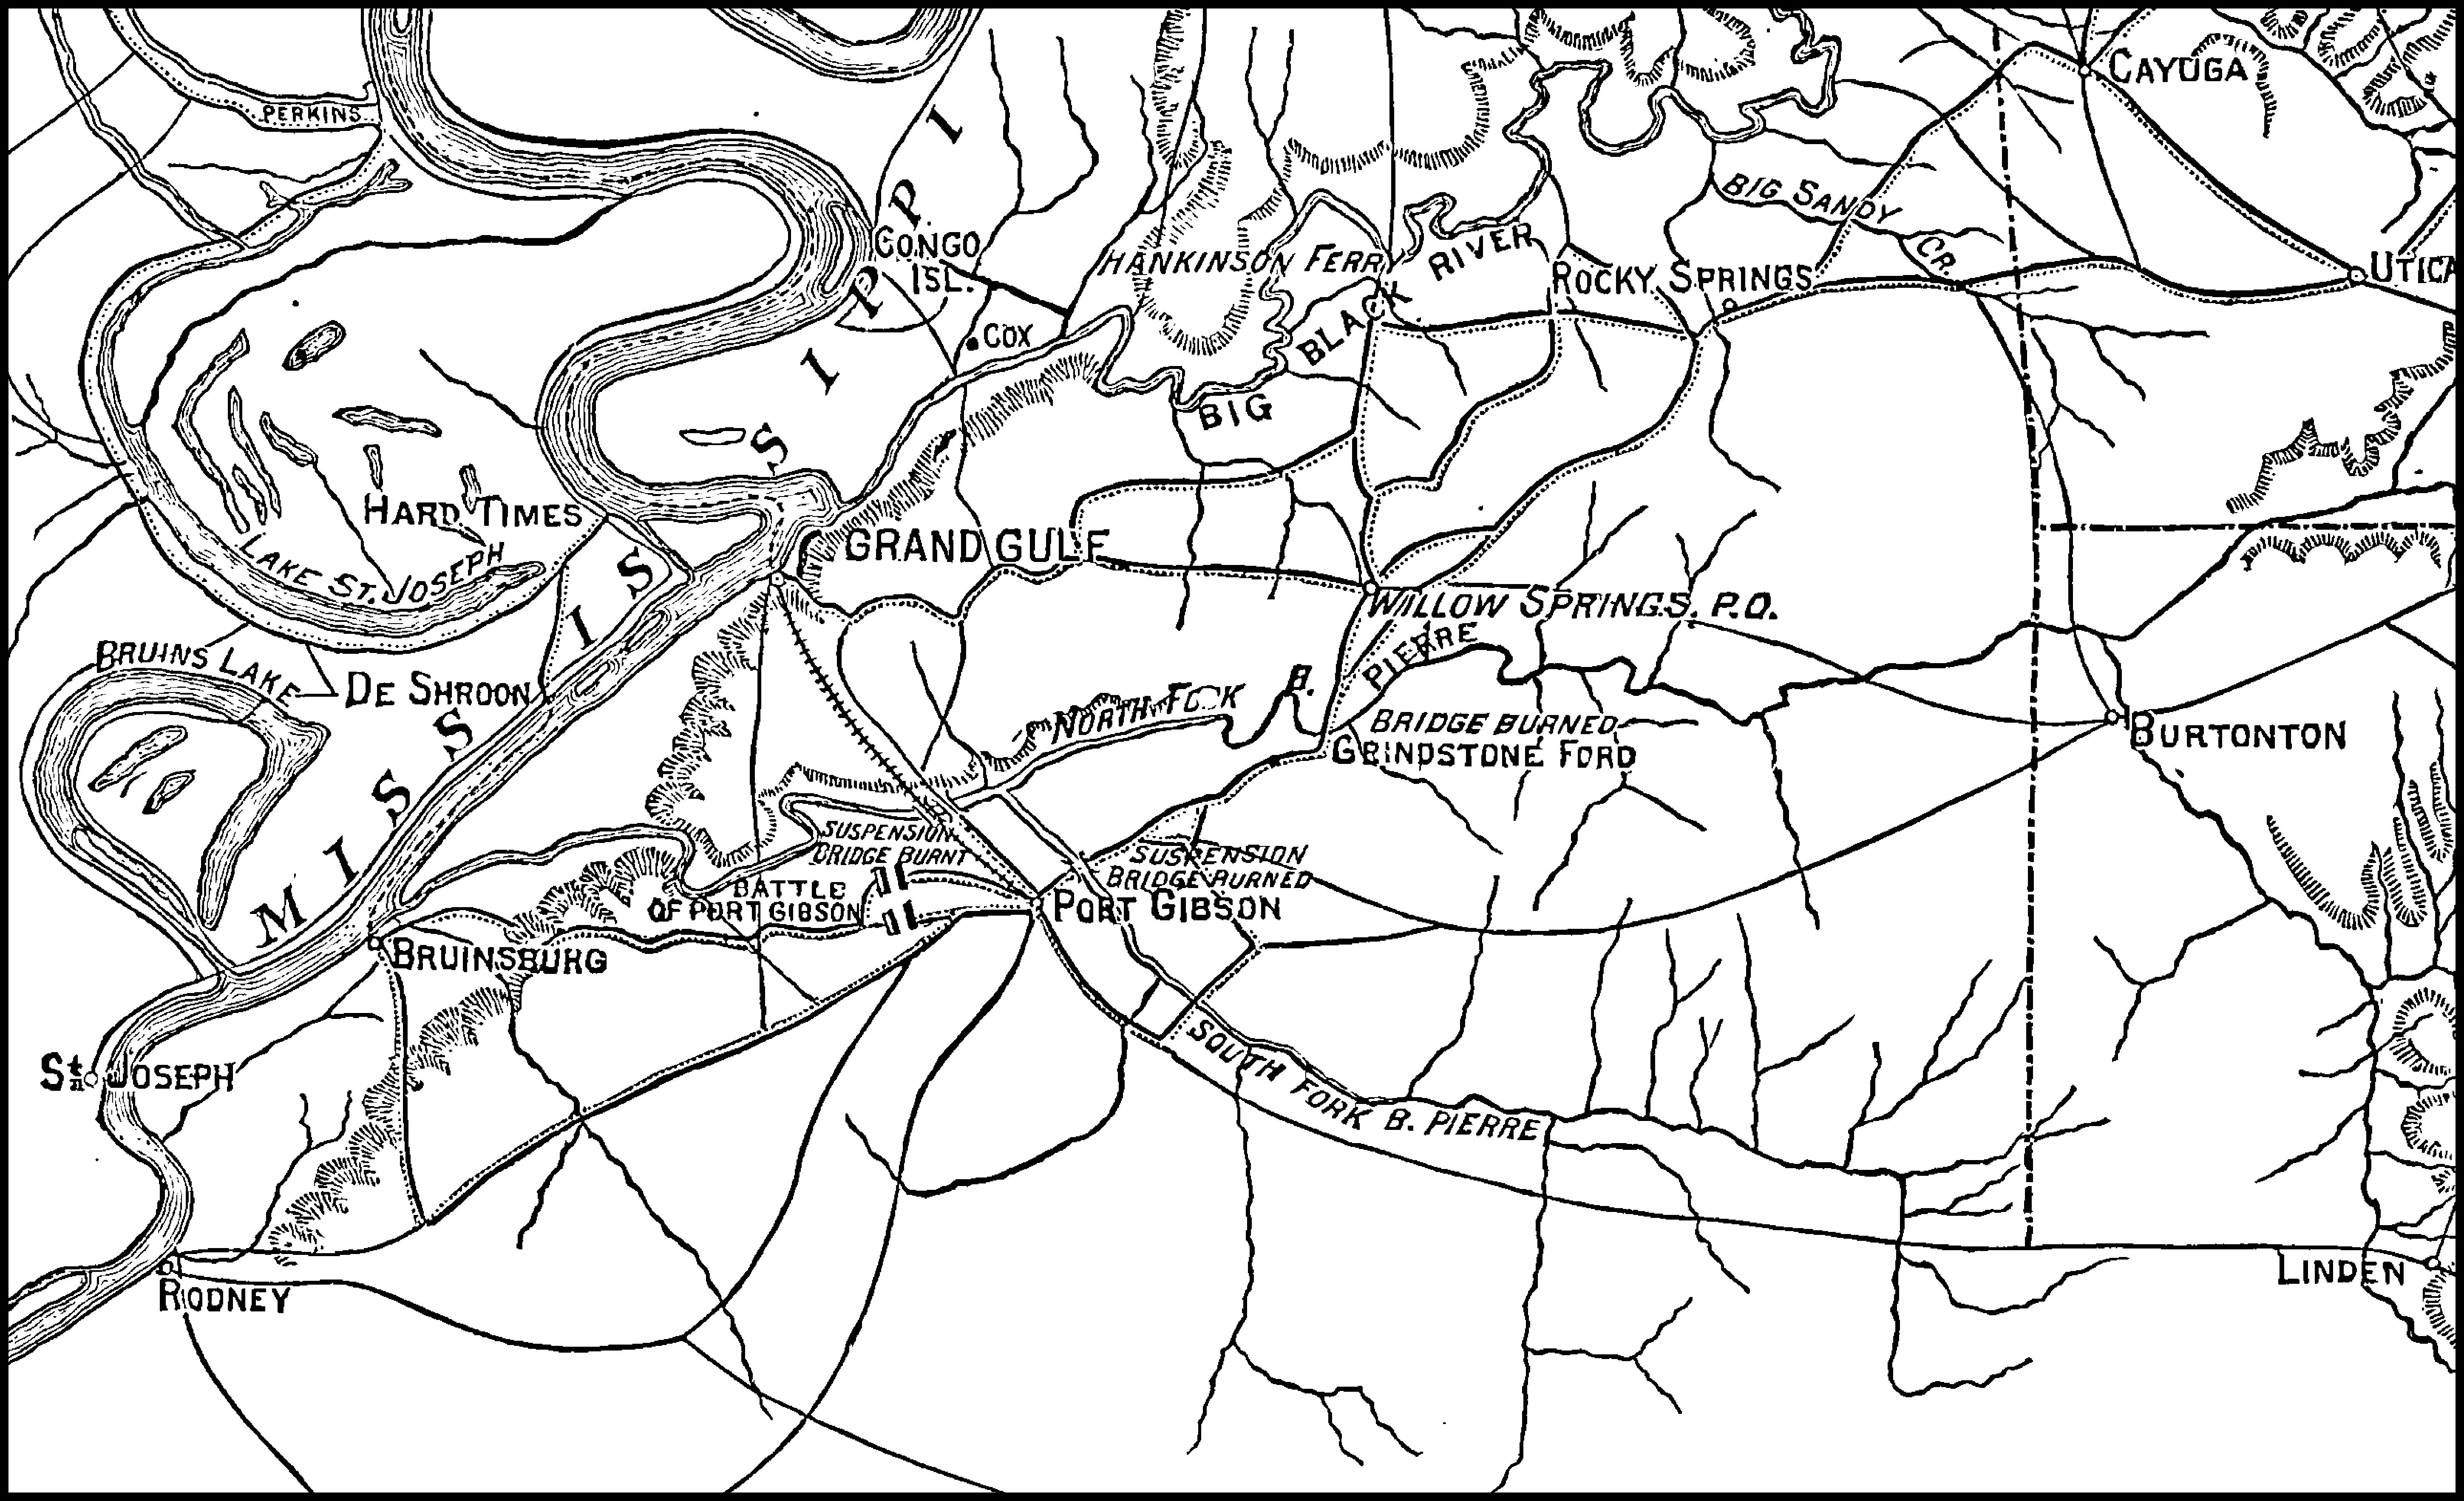 CAYUGA
PERKINS
BIG SANDY
CR.
CONGO
ISL.
HANKINSON FERR
RIVER
ROCKY SPRINGS
UTICA
COX
BLACK
BIG
HARD TIMES
GRAND GULF
LAKE ST. JOSEPH
WILLOW SPRINGS. P.O.
BRUINS LAKE
DE SHROON
PIERRE
B.
NORTH FORK
BRIDGE BURNED
GRINDSTONE FORD
BURTONTON
MISSISSIPPI
SUSPENSION
BRIDGE BURNT
SUSPENSION
BRIDGE BURNED
BATTLE
OF PORT GIBSON
PORT GIBSON
BRUINSBURG
St. JOSEPH
SOUTH FORK B. PIERRE
LINDEN
RODNEY